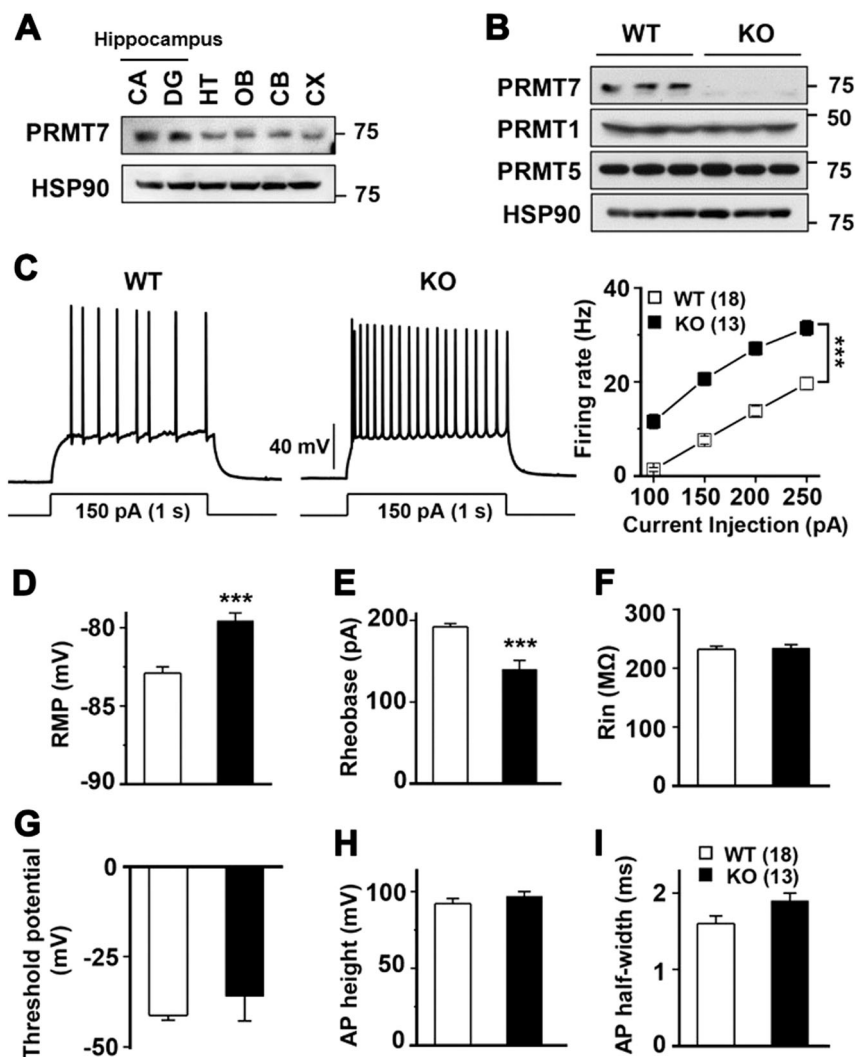 A
Hippocampus
CA
DG
HT
OB
CB
CX
PRMT7
75
HSP90
75
B
WT
KO
PRMT7
75
PRMT1
50
PRMT5
75
HSP90
75
C
WT
KO
40 mV
150 pA (1 s)
150 pA (1 s)
Firing rate (Hz)
40
20
0
WT (18)
KO (13)
***
100 150 200 250
Current Injection (pA)
D
RMP (mV)
-80
-85
-90
***
E
Rheobase (pA)
200
100
0
***
F
Rin (MΩ)
300
200
100
0
G
Threshold potential
(mV)
0
-25
-50
H
AP height (mV)
100
50
0
I
AP half-width (ms)
WT (18)
KO (13)
2
1
0